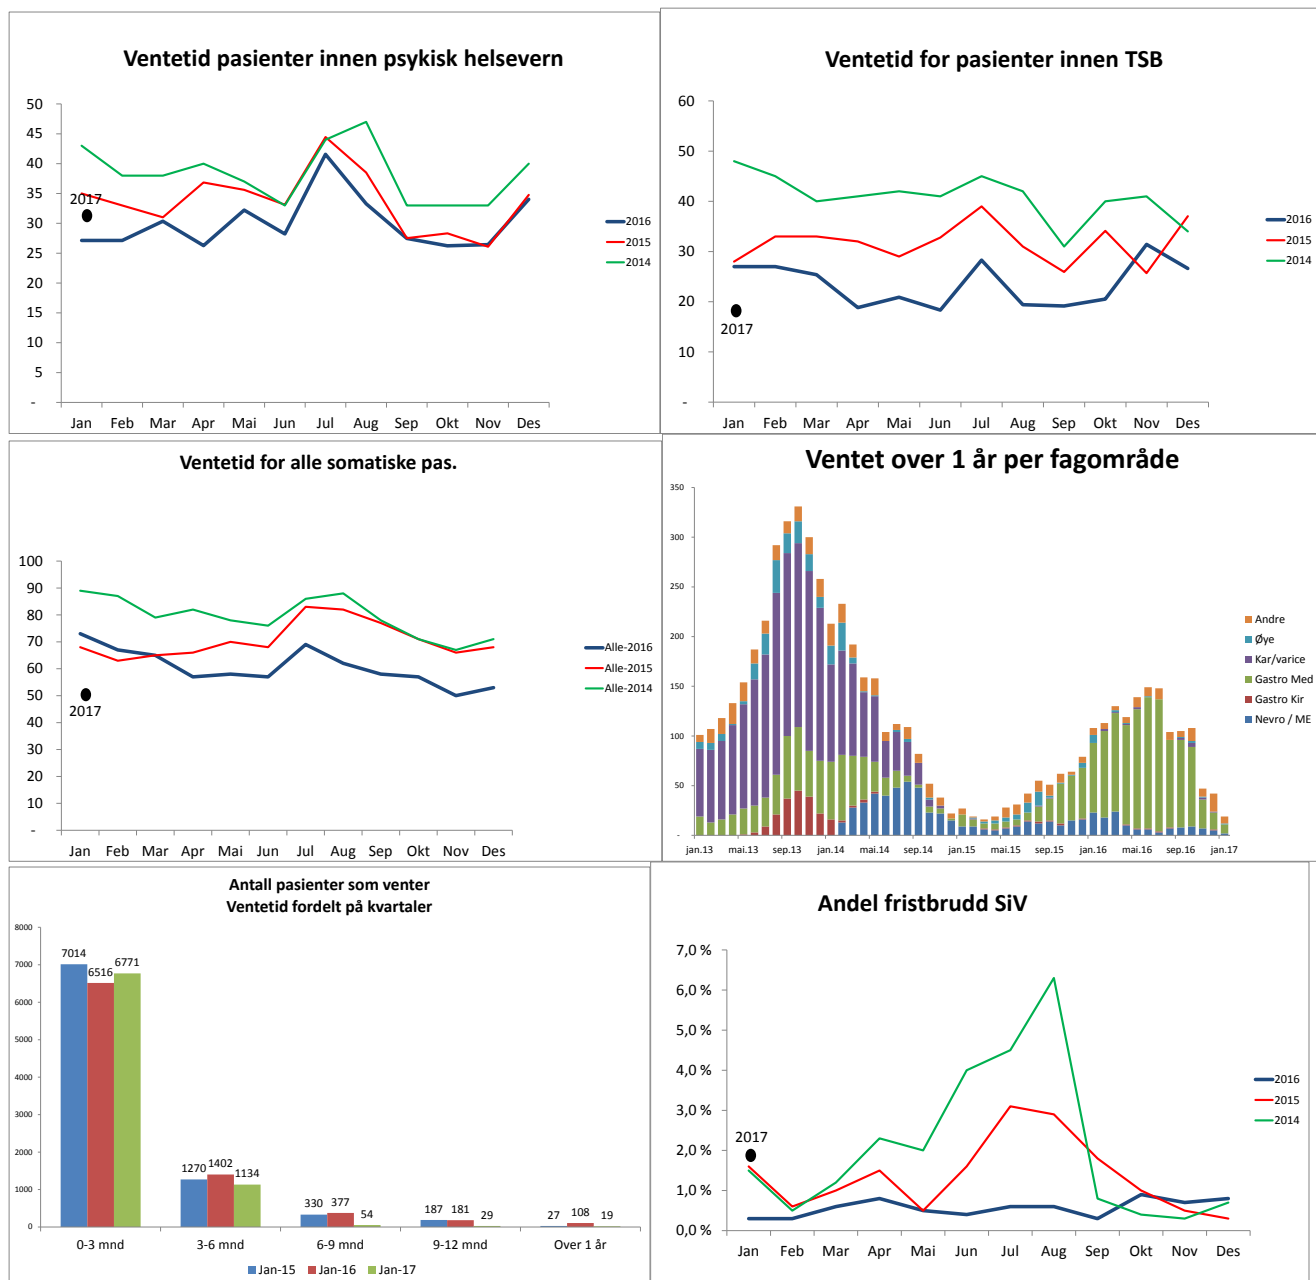 Ventetid pasienter innen psykisk helsevern
50
45
40
35
30
25
20
15
10
5
-
2017
Jan Feb Mar Apr Mai Jun Jul Aug Sep Okt Nov Des
2016
2015
2014
Ventetid for pasienter innen TSB
60
50
40
30
20
10
-
2017
Jan Feb Mar Apr Mai Jun Jul Aug Sep Okt Nov Des
2016
2015
2014
Ventetid for alle somatiske pas.
100
90
80
70
60
50
40
30
20
10
-
2017
Jan Feb Mar Apr Mai Jun Jul Aug Sep Okt Nov Des
Alle-2016
Alle-2015
Alle-2014
Ventet over 1 år per fagområde
350
300
250
200
150
100
50
-
jan.13 mai.13 sep.13 jan.14 mai.14 sep.14 jan.15 mai.15 sep.15 jan.16 mai.16 sep.16 jan.17
Andre
Øye
Kar/varice
Gastro Med
Gastro Kir
Nevro / ME
Antall pasienter som venter
Ventetid fordelt på kvartaler
8000
7000
6000
5000
4000
3000
2000
1000
0
7014 6516 6771
1270 1402 1134
330 377 54
187 181 29
27 108 19
0-3 mnd 3-6 mnd 6-9 mnd 9-12 mnd Over 1 år
Jan-15 Jan-16 Jan-17
Andel fristbrudd SiV
7,0 %
6,0 %
5,0 %
4,0 %
3,0 %
2,0 %
1,0 %
0,0 %
2017
Jan Feb Mar Apr Mai Jun Jul Aug Sep Okt Nov Des
2016
2015
2014